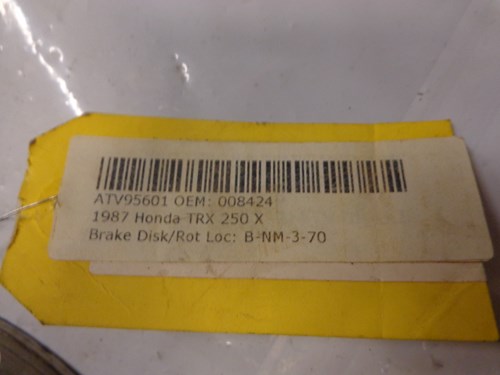 ATV95601 OEM: 008424
1987 Honda TRX 250 X
Brake Disk/Rot Loc: B-NM-3-70